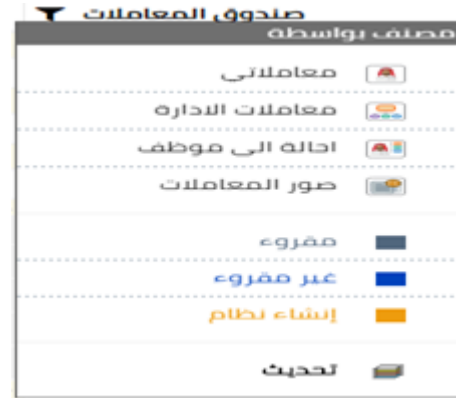 صندوق المعاملات
مصنف بواسطة
معاملاتي
معاملات الادارة
احالة الى موظف
صور المعاملات
مقروء
غير مقروء
إنشاء نظام
تحديث